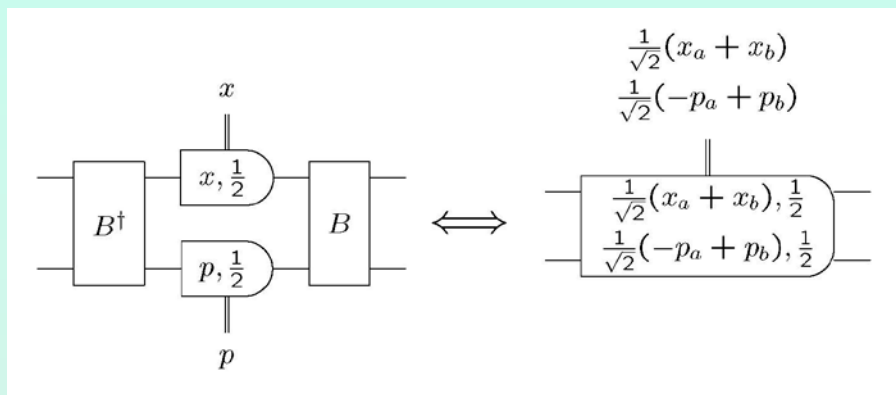 x
x, 1/2
B†
B
p, 1/2
p
⟺
1/√2(x_a + x_b)
1/√2(−p_a + p_b)
1/√2(x_a + x_b), 1/2
1/√2(−p_a + p_b), 1/2